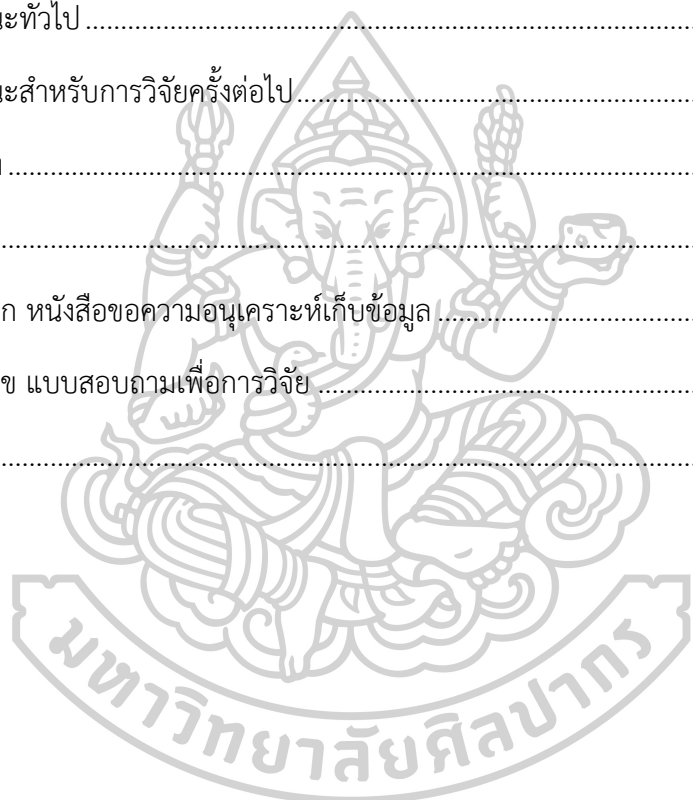 นะทั่วไป ........................................................................
นะสำหรับการวิจัยครั้งต่อไป ..............................................
........................................................................
........................................................................
ก หนังสือขอความอนุเคราะห์เก็บข้อมูล ..............................
ข แบบสอบถามเพื่อการวิจัย ..............................................
........................................................................
มหาวิทยาลัยศิลปากร